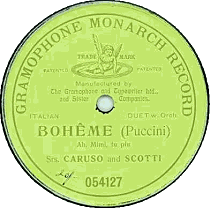 GRAMOPHONE MONARCH RECORD
TRADE MARK
PATENTED PATENTED
Manufactured by
The Gramophone and Typewriter Ltd.
and Sister Companies.
ITALIAN DUET w. Orch
BOHÊME (Puccini)
Ah, Mimi, tu più
Srs. CARUSO and SCOTTI
054127